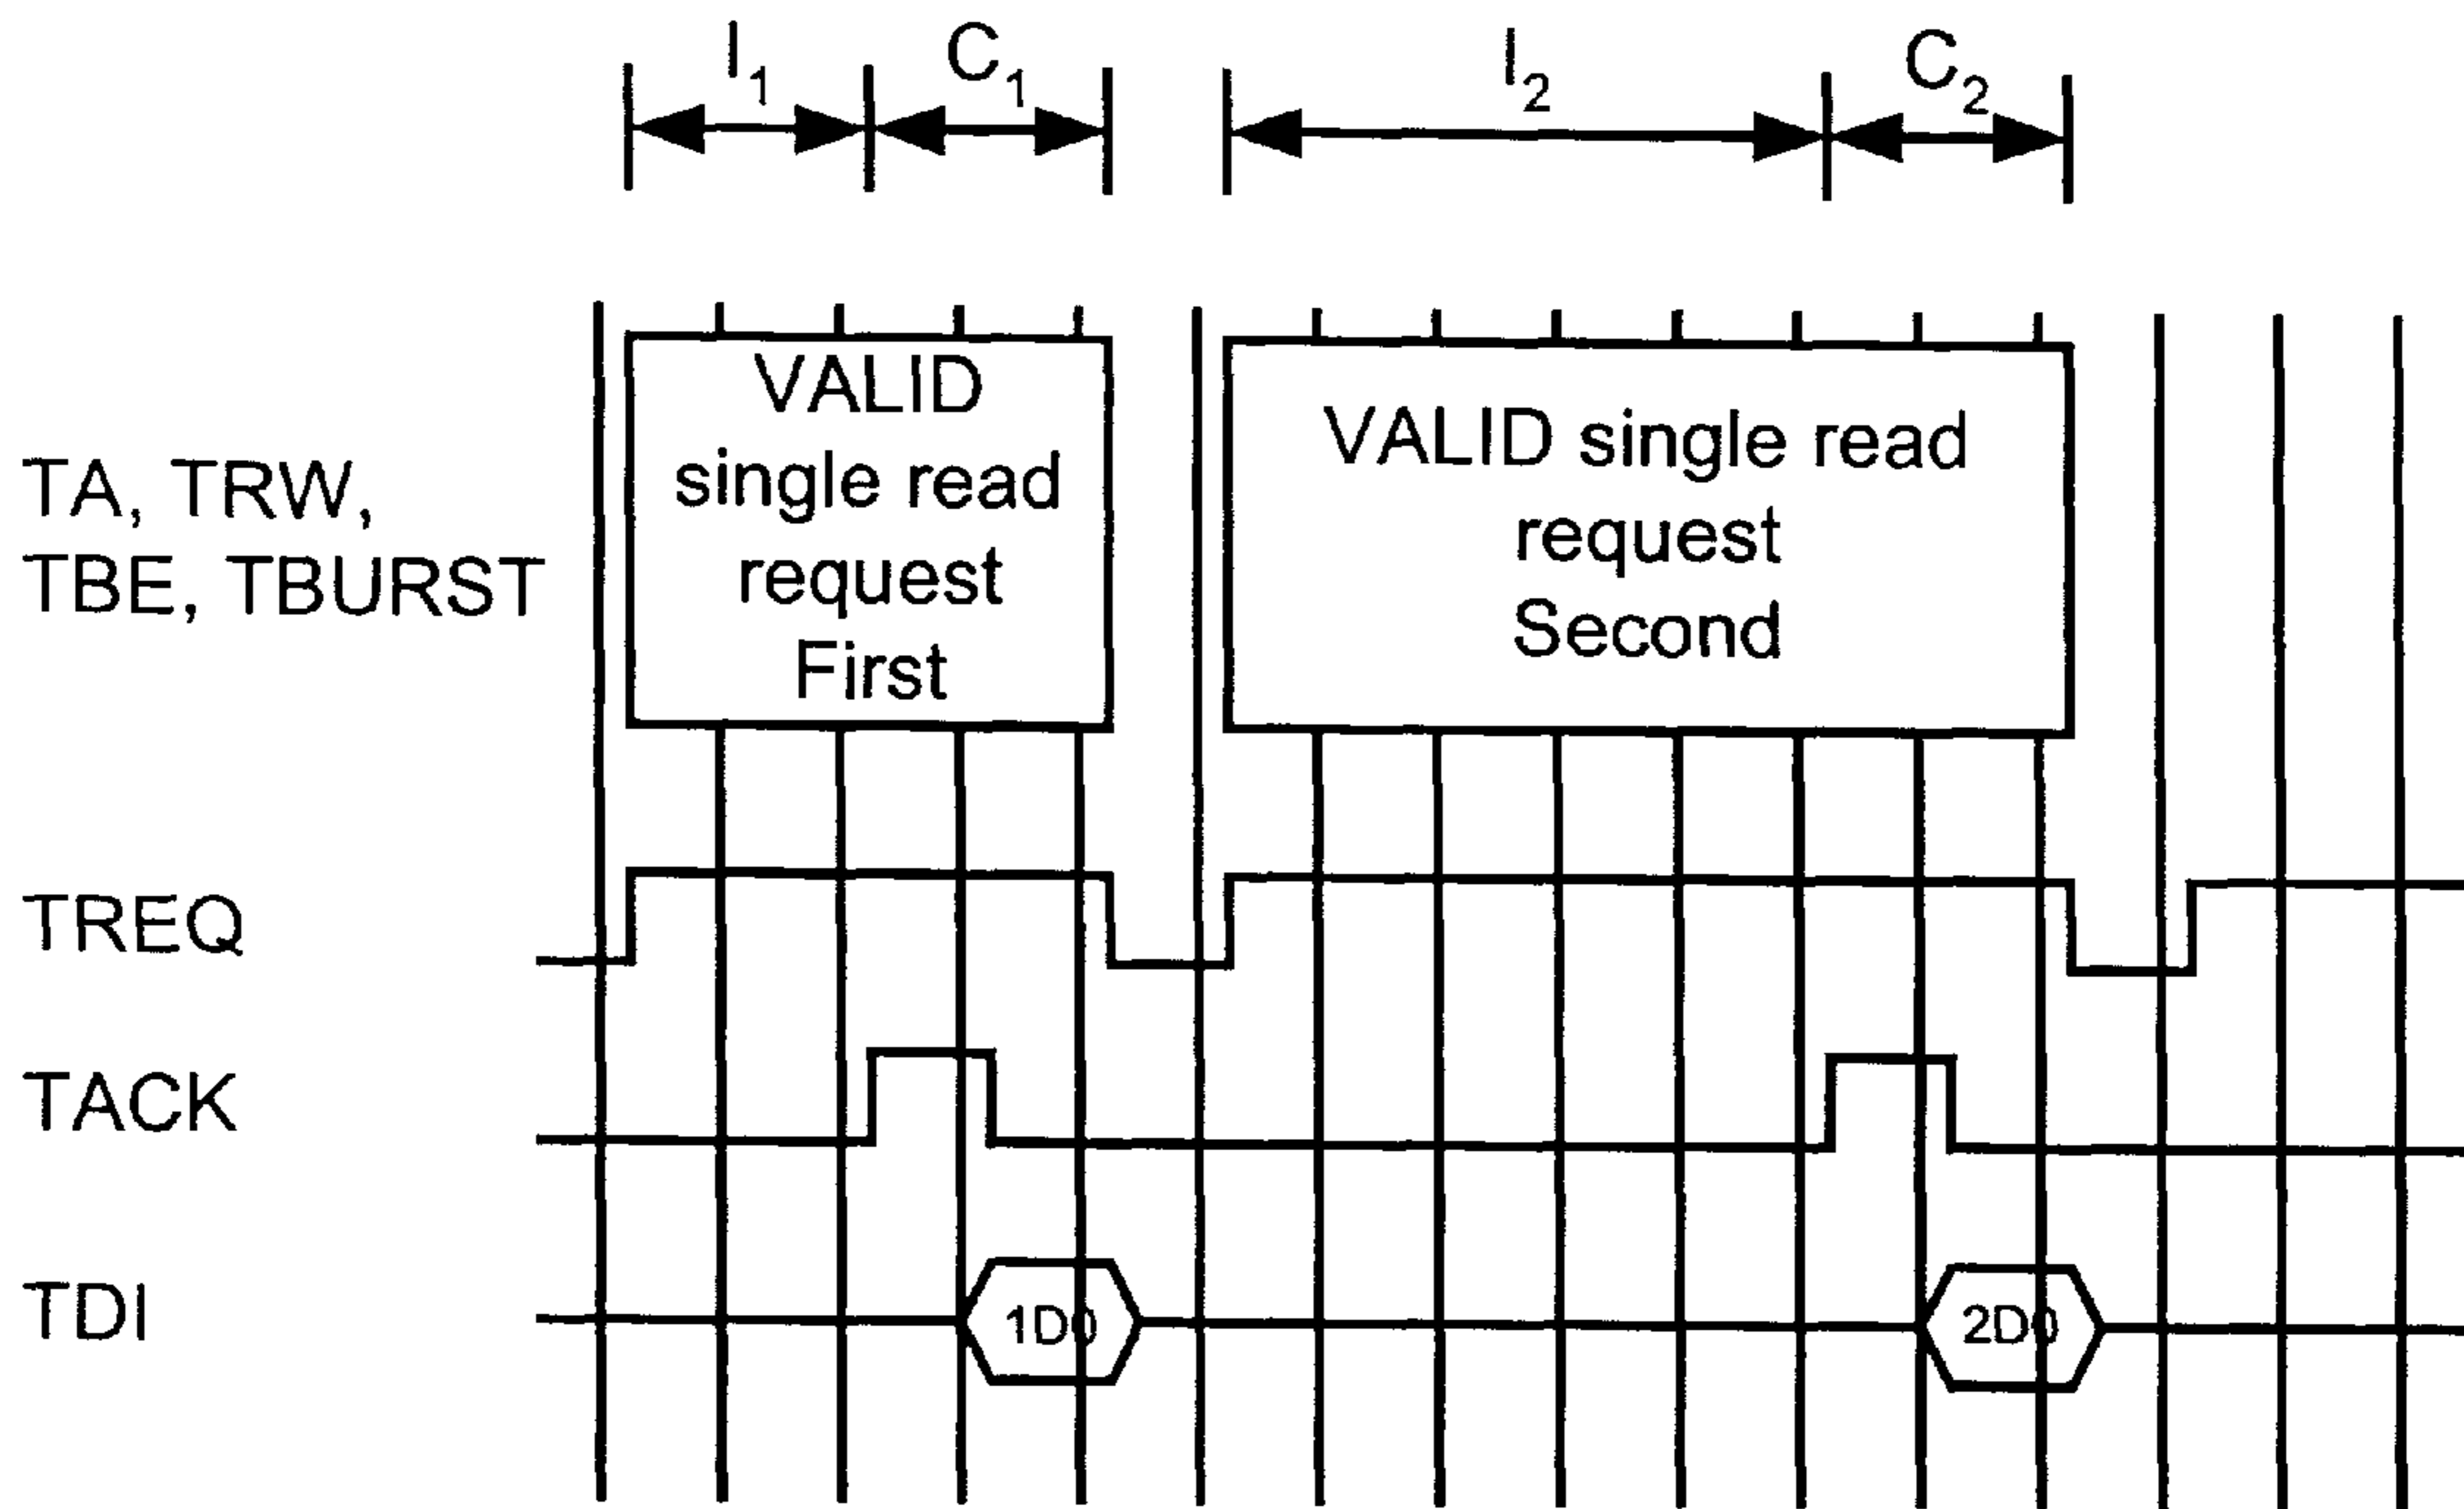 I1
C1
I2
C2
VALID
single read
request
First
VALID single read
request
Second
TA, TRW,
TBE, TBURST
TREQ
TACK
TDI
1D0
2D0